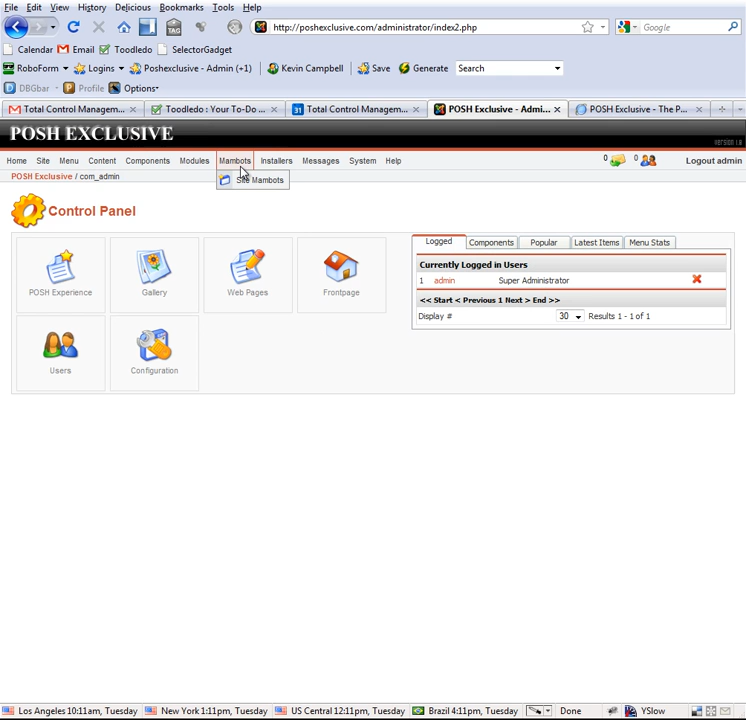 File Edit View History Delicious Bookmarks Tools Help
http://poshexclusive.com/administrator/index2.php Google
TAG
Calendar Email Toodledo SelectorGadget
RoboForm Logins Poshexclusive - Admin (+1) Kevin Campbell Save Generate Search
DBGbar Profile Options
Total Control Managem... Toodledo : Your To-Do ... 31 Total Control Managem... POSH Exclusive - Admi... POSH Exclusive - The P...
POSH EXCLUSIVE
version 1.8
Home Site Menu Content Components Modules Mambots Installers Messages System Help 0 0 Logout admin
POSH Exclusive / com_admin
Site Mambots
Control Panel
POSH Experience Gallery Web Pages Frontpage
Users Configuration
Logged Components Popular Latest Items Menu Stats
Currently Logged in Users
1 admin Super Administrator
<< Start < Previous 1 Next > End >>
Display # 30 Results 1 - 1 of 1
Los Angeles 10:11am, Tuesday New York 1:11pm, Tuesday US Central 12:11pm, Tuesday Brazil 4:11pm, Tuesday Done YSlow